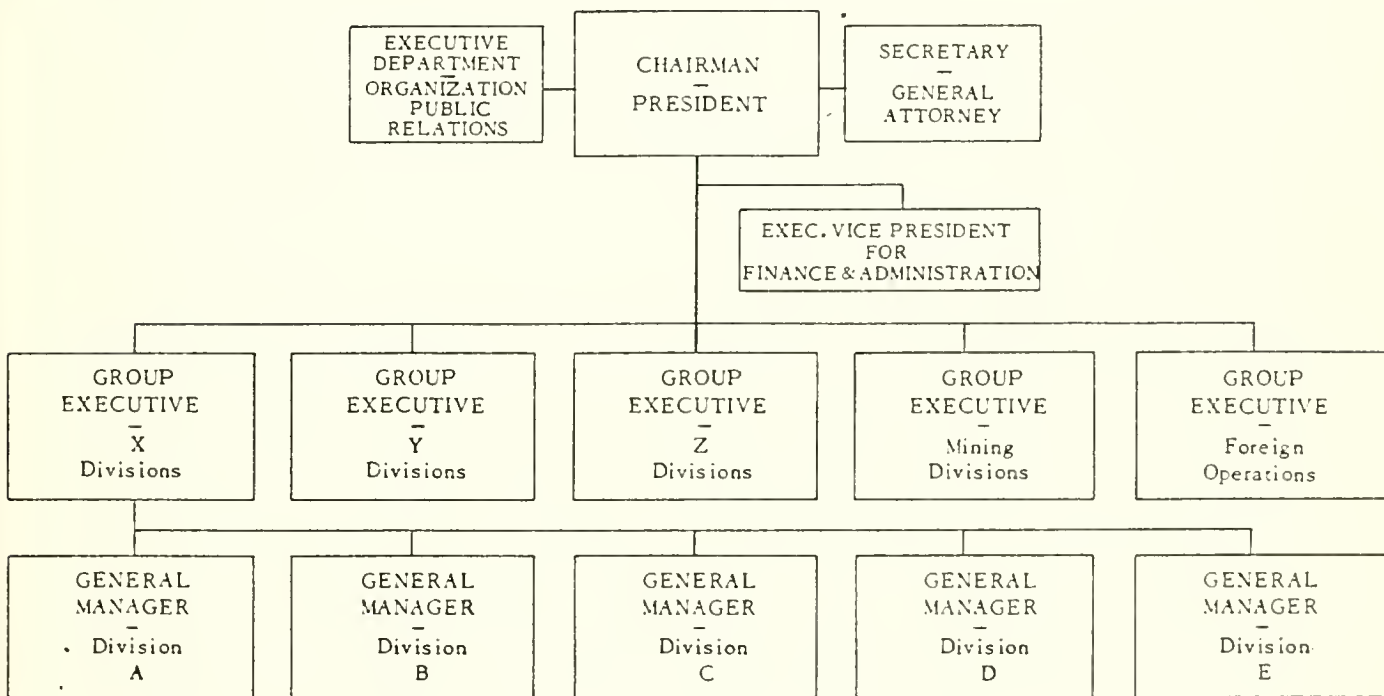 EXECUTIVE
DEPARTMENT
–
ORGANIZATION
PUBLIC
RELATIONS
CHAIRMAN
–
PRESIDENT
SECRETARY
–
GENERAL
ATTORNEY
EXEC. VICE PRESIDENT
FOR
FINANCE & ADMINISTRATION
GROUP
EXECUTIVE
–
X
Divisions
GROUP
EXECUTIVE
–
Y
Divisions
GROUP
EXECUTIVE
–
Z
Divisions
GROUP
EXECUTIVE
–
Mining
Divisions
GROUP
EXECUTIVE
–
Foreign
Operations
GENERAL
MANAGER
–
Division
A
GENERAL
MANAGER
–
Division
B
GENERAL
MANAGER
–
Division
C
GENERAL
MANAGER
–
Division
D
GENERAL
MANAGER
–
Division
E